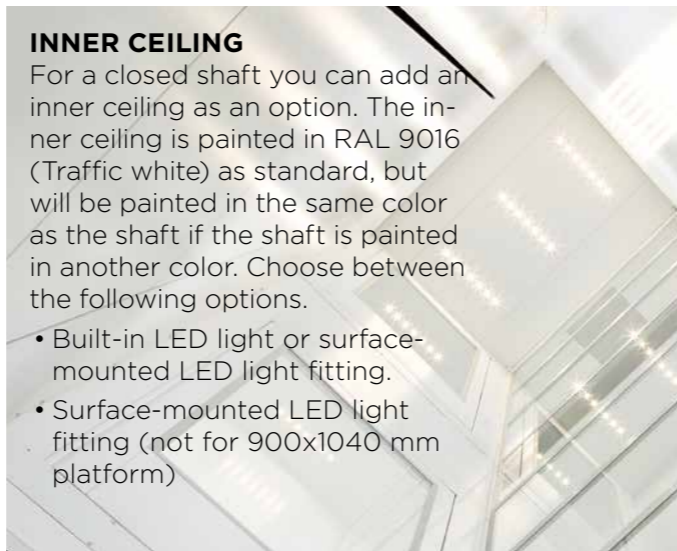 INNER CEILING
For a closed shaft you can add an
inner ceiling as an option. The in-
ner ceiling is painted in RAL 9016
(Traffic white) as standard, but
will be painted in the same color
as the shaft if the shaft is painted
in another color. Choose between
the following options.
• Built-in LED light or surface-
mounted LED light fitting.
• Surface-mounted LED light
fitting (not for 900x1040 mm
platform)